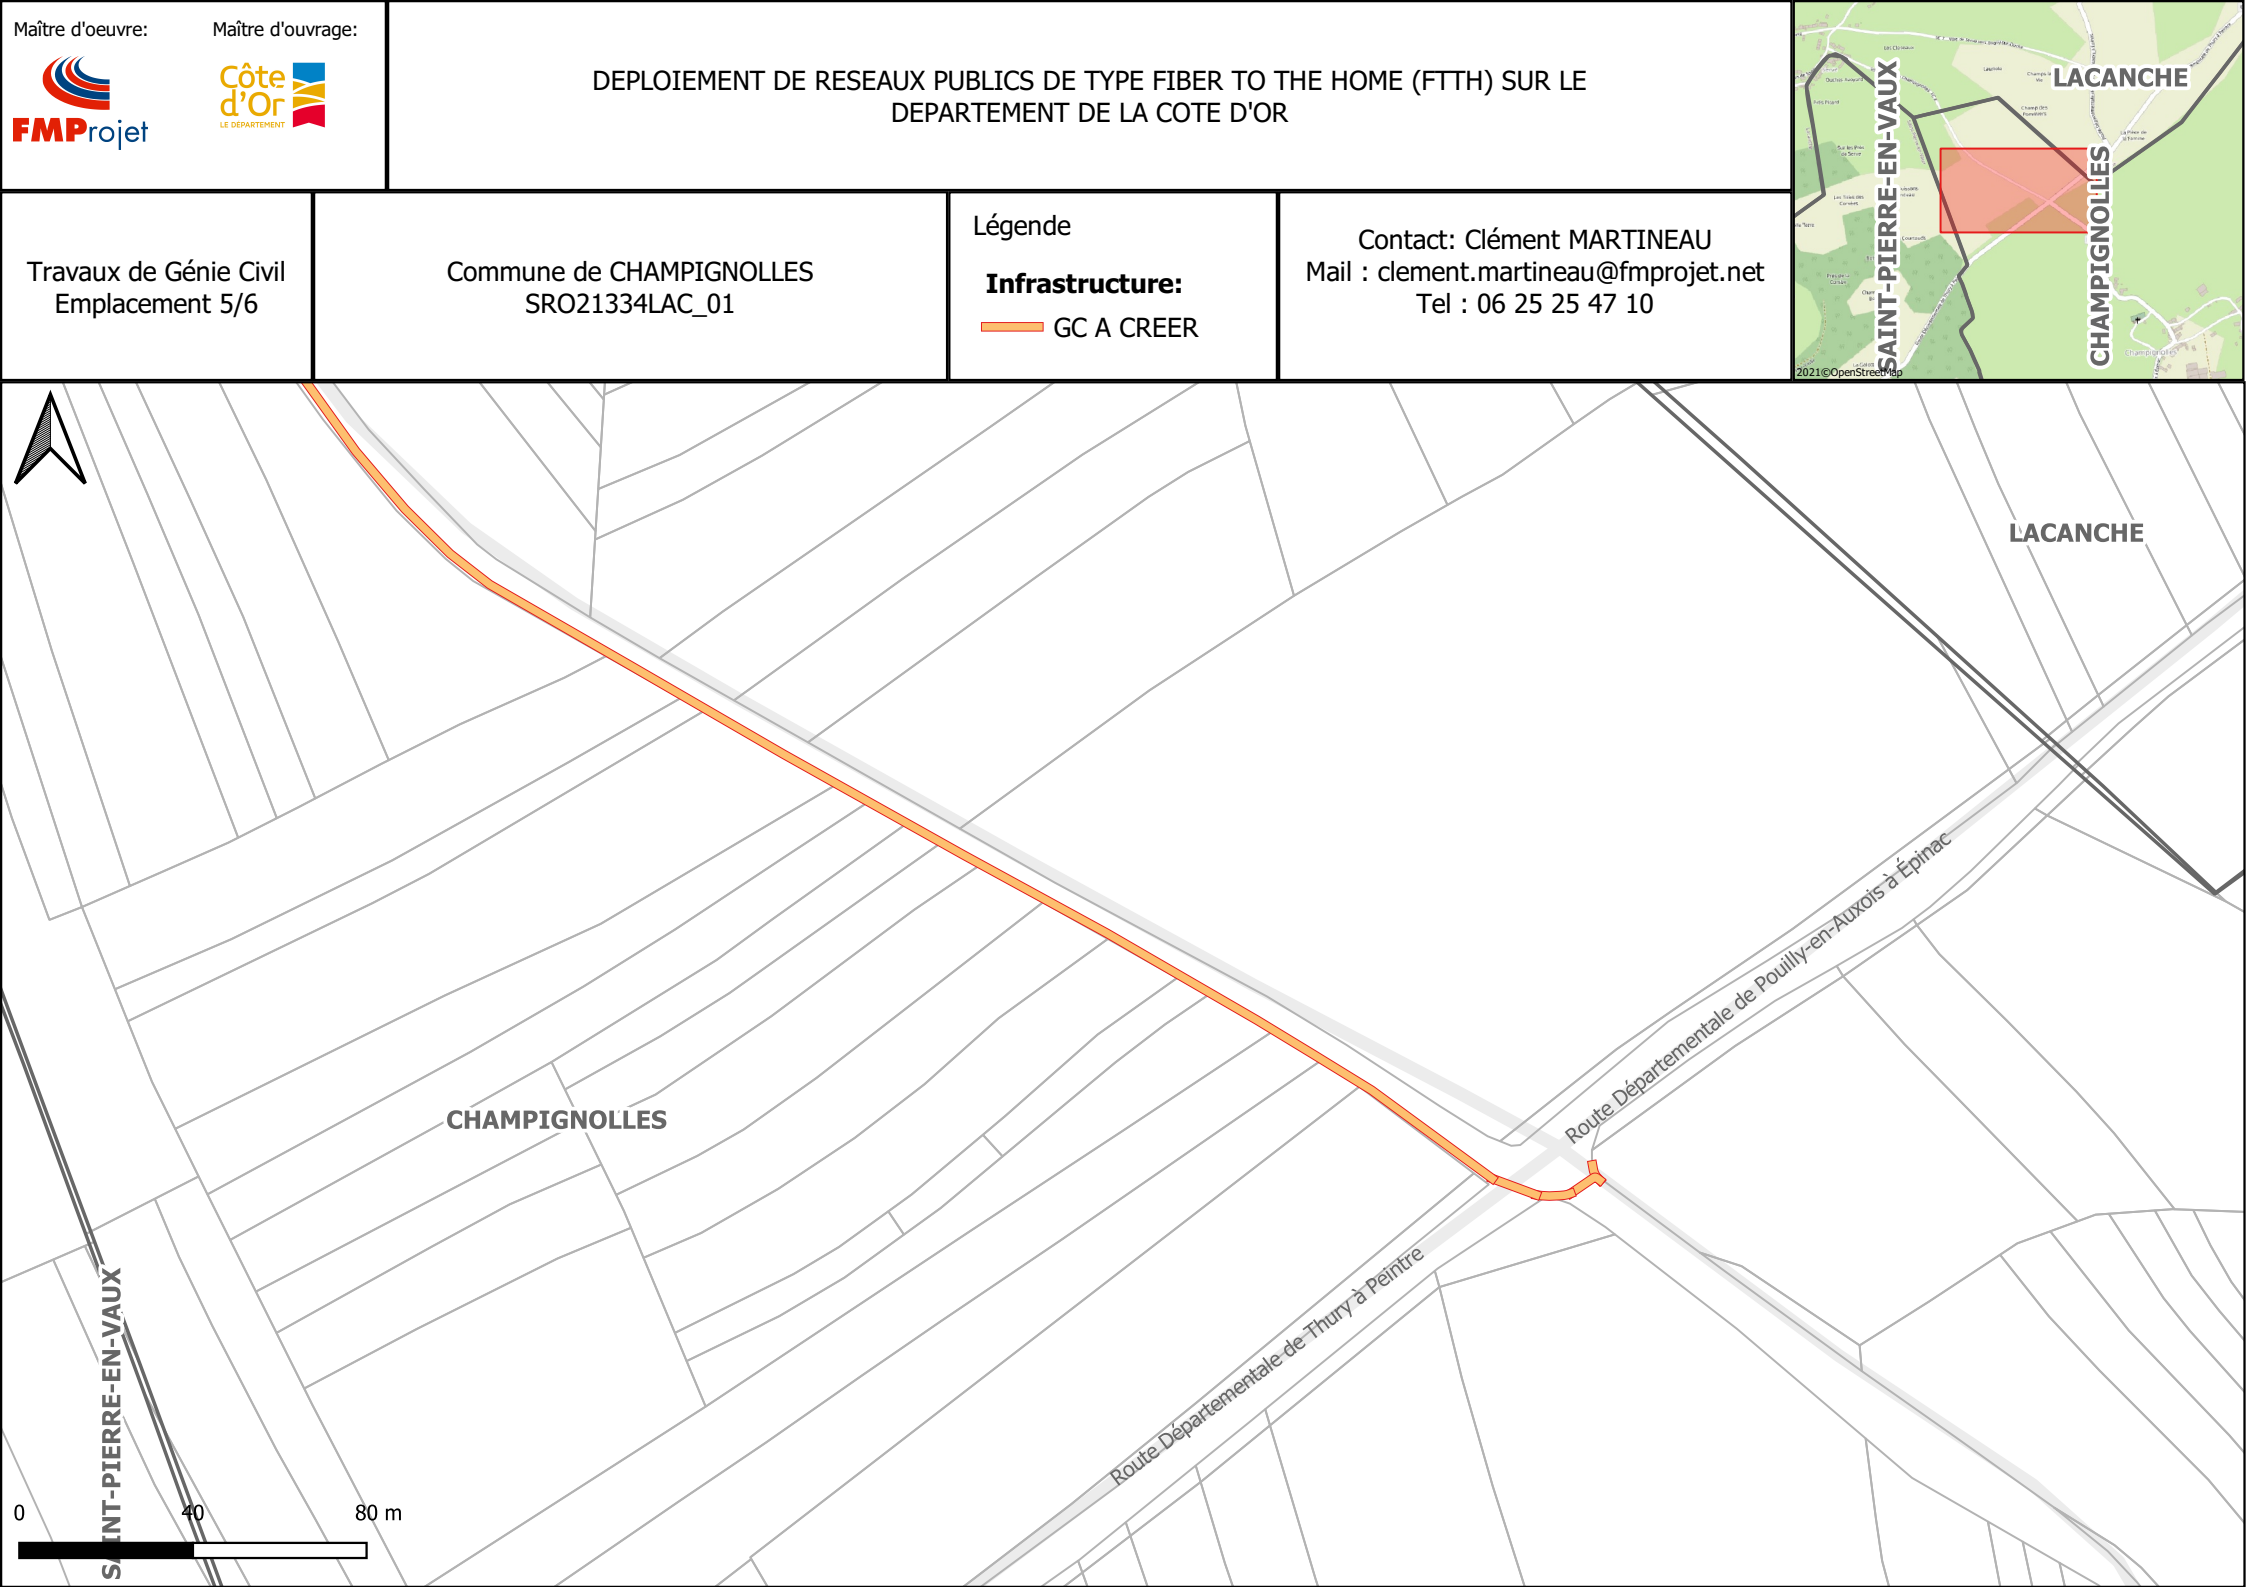 Maître d'oeuvre:
Maître d'ouvrage:
FMProjet
Côte
d'Or
LE DÉPARTEMENT
DEPLOIEMENT DE RESEAUX PUBLICS DE TYPE FIBER TO THE HOME (FTTH) SUR LE
DEPARTEMENT DE LA COTE D'OR
LACANCHE
SAINT-PIERRE-EN-VAUX
CHAMPIGNOLLES
Champignolles
2021©OpenStreetMap
Travaux de Génie Civil
Emplacement 5/6
Commune de CHAMPIGNOLLES
SRO21334LAC_01
Légende
Infrastructure:
GC A CREER
Contact: Clément MARTINEAU
Mail : clement.martineau@fmprojet.net
Tel : 06 25 25 47 10
LACANCHE
Route Départementale de Pouilly-en-Auxois à Épinac
CHAMPIGNOLLES
Route Départementale de Thury à Peintre
SAINT-PIERRE-EN-VAUX
0 40 80 m